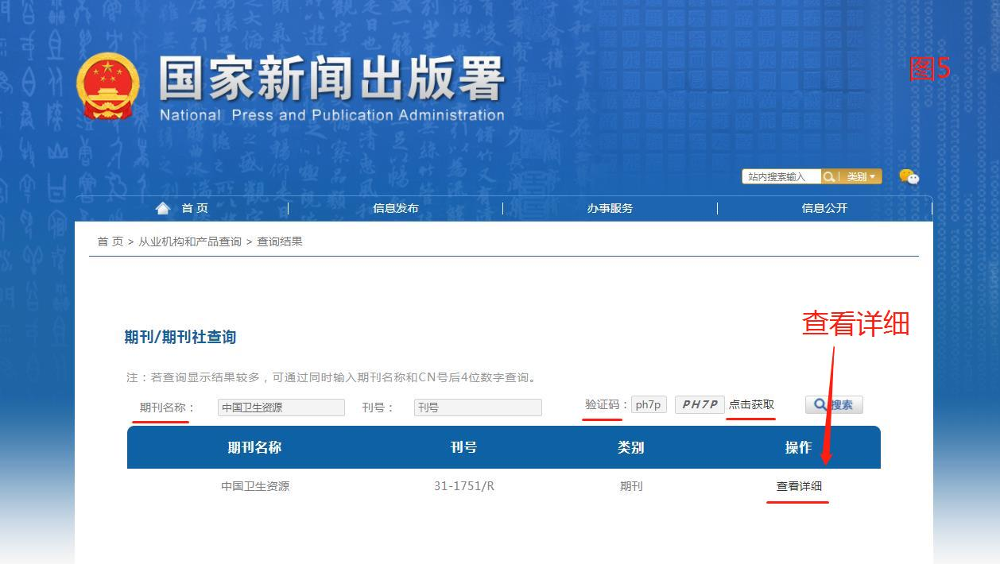 国家新闻出版署
National Press and Publication Administration
图5
站内搜索输入 类别
首 页 信息发布 办事服务 信息公开
首 页 > 从业机构和产品查询 > 查询结果
查看详细
期刊/期刊社查询
注：若查询显示结果较多，可通过同时输入期刊名称和CN号后4位数字查询。
期刊名称： 中国卫生资源 刊号： 刊号 验证码： ph7p PH7P 点击获取 搜索
期刊名称 刊号 类别 操作
中国卫生资源 31-1751/R 期刊 查看详细